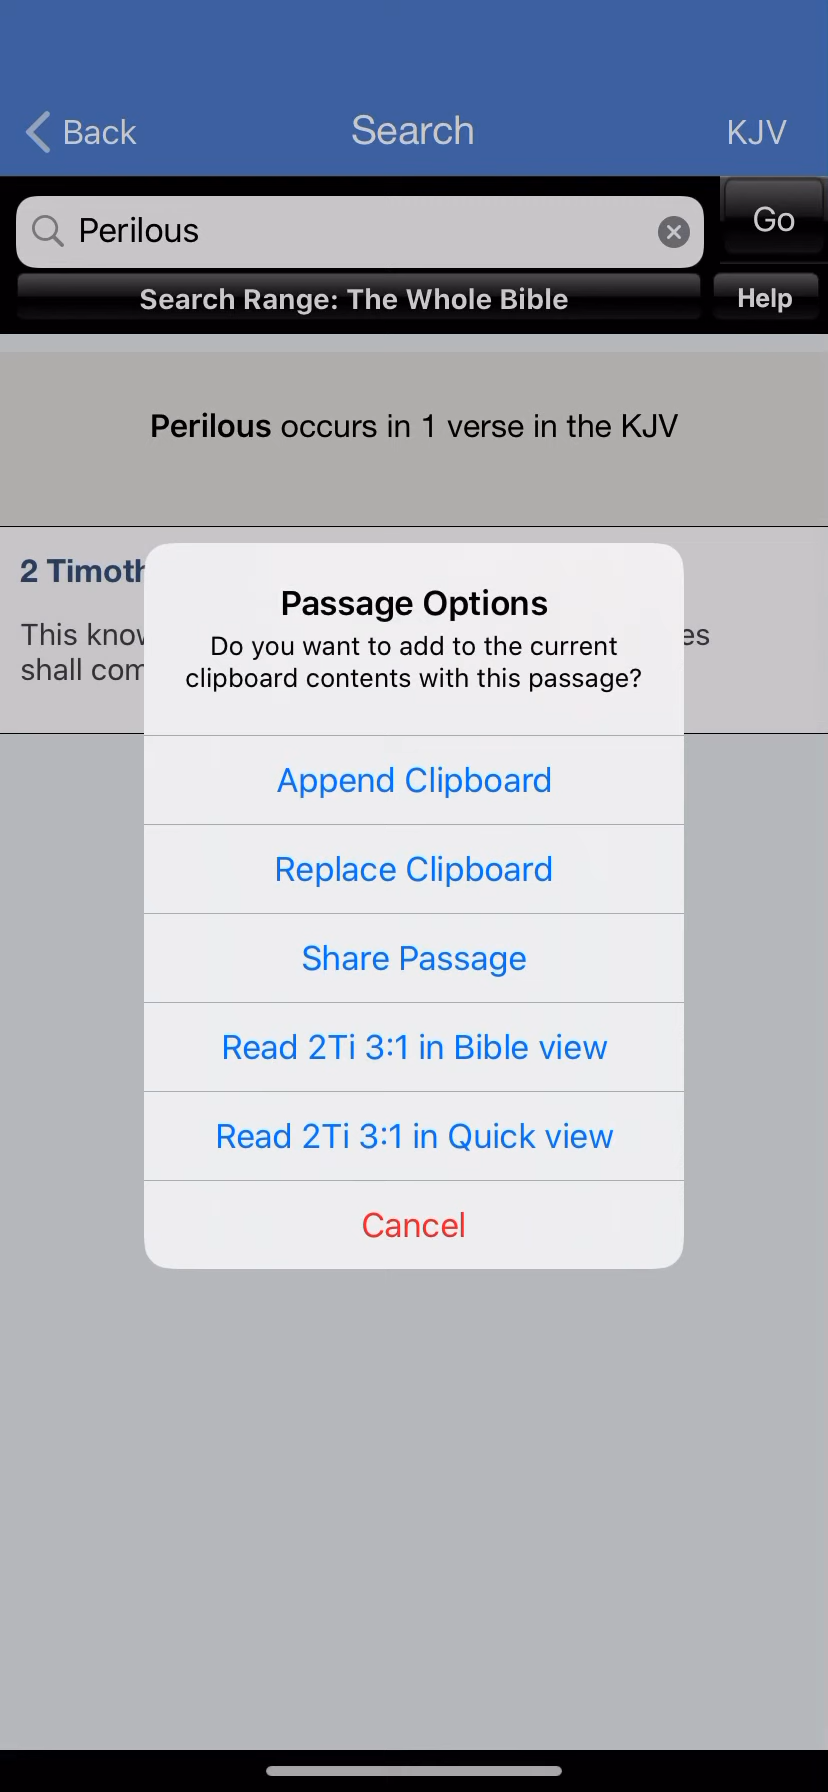 Back
Search
KJV
Perilous
Go
Search Range: The Whole Bible
Help
Perilous occurs in 1 verse in the KJV
2 Timoth
This know
es
shall com
Passage Options
Do you want to add to the current
clipboard contents with this passage?
Append Clipboard
Replace Clipboard
Share Passage
Read 2Ti 3:1 in Bible view
Read 2Ti 3:1 in Quick view
Cancel